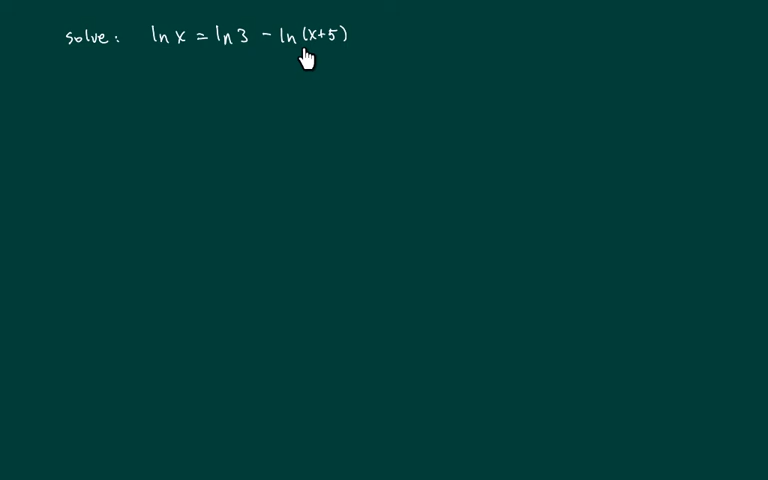 solve: ln x = ln 3 - ln (x+5)